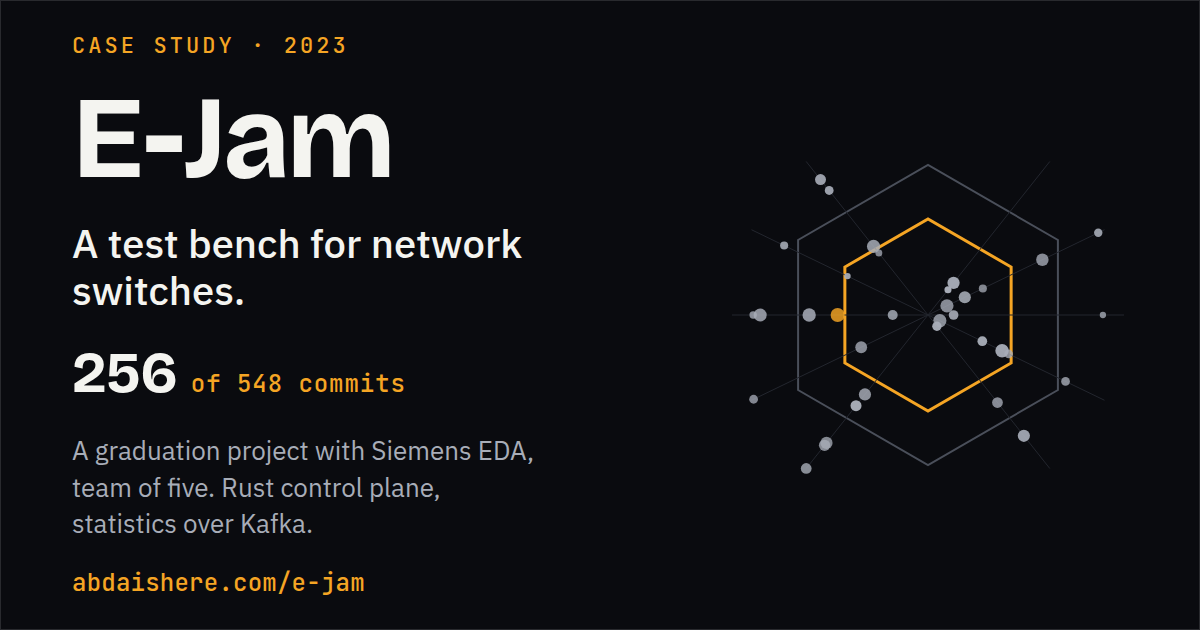 CASE STUDY · 2023
E-Jam
A test bench for network
switches.
256 of 548 commits
A graduation project with Siemens EDA,
team of five. Rust control plane,
statistics over Kafka.
abdaishere.com/e-jam